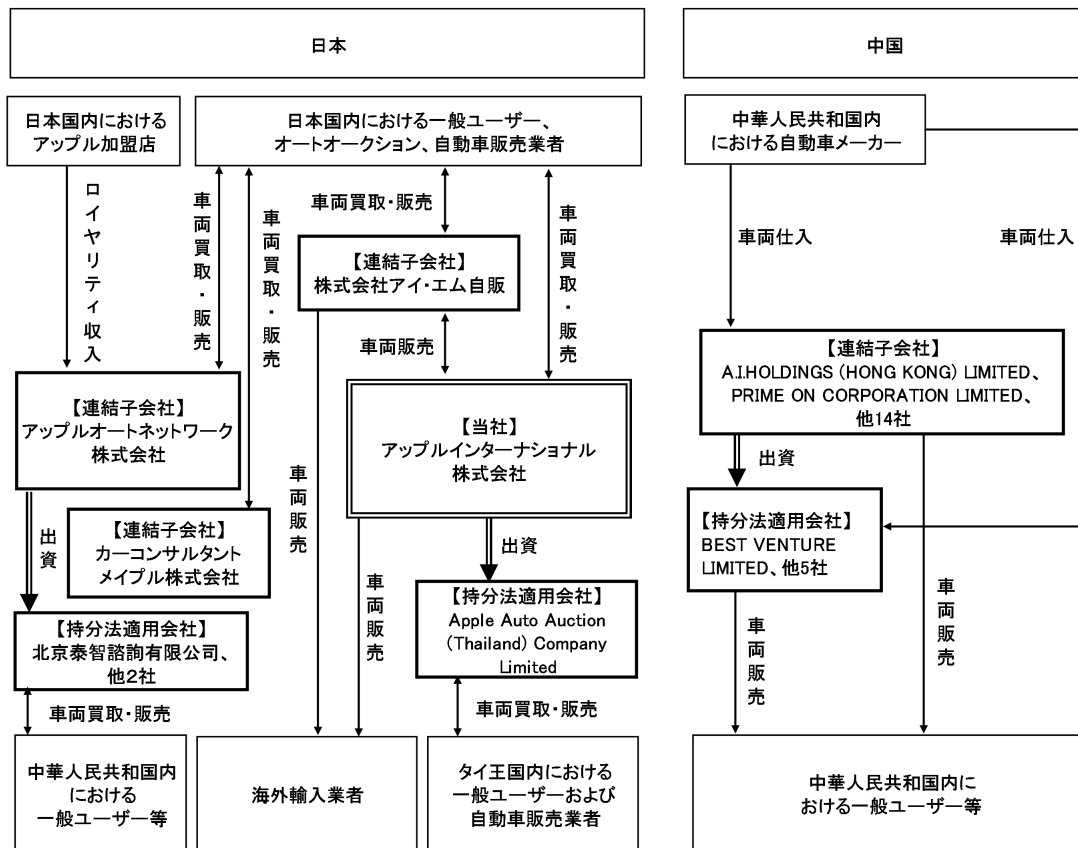 日本
中国
日本国内における
アップル加盟店
日本国内における一般ユーザー、
オートオークション、自動車販売業者
中華人民共和国内
における自動車メーカー
ロイヤリティ収入
車両買取・販売
車両買取・販売
車両買取・販売
車両買取・販売
車両仕入
車両仕入
【連結子会社】
株式会社アイ・エム自販
車両販売
【連結子会社】
アップルオートネットワーク
株式会社
【当社】
アップルインターナショナル
株式会社
【連結子会社】
A.I.HOLDINGS (HONG KONG) LIMITED、
PRIME ON CORPORATION LIMITED、
他14社
出資
【連結子会社】
カーコンサルタント
メイプル株式会社
車両販売
車両販売
出資
出資
【持分法適用会社】
BEST VENTURE
LIMITED、他5社
【持分法適用会社】
北京泰智諮詢有限公司、
他2社
【持分法適用会社】
Apple Auto Auction
(Thailand) Company
Limited
車両販売
車両販売
車両買取・販売
車両買取・販売
中華人民共和国内
における
一般ユーザー等
海外輸入業者
タイ王国内における
一般ユーザーおよび
自動車販売業者
中華人民共和国内に
おける一般ユーザー等